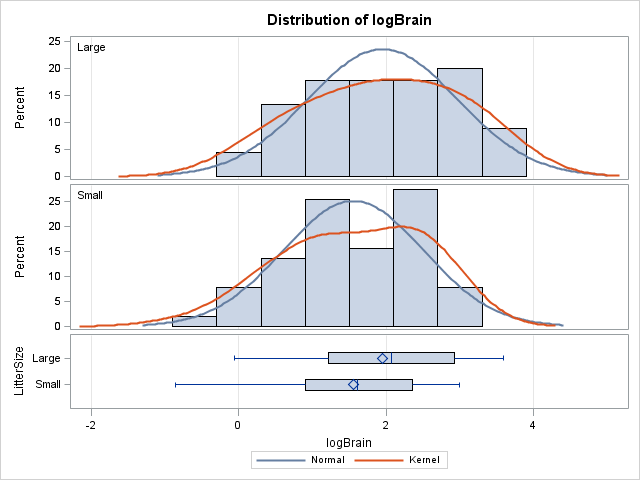 Distribution of logBrain
Large
25
20
15
10
5
0
Percent
Small
25
20
15
10
5
0
Percent
LitterSize
Large
Small
-2 0 2 4
logBrain
Normal Kernel